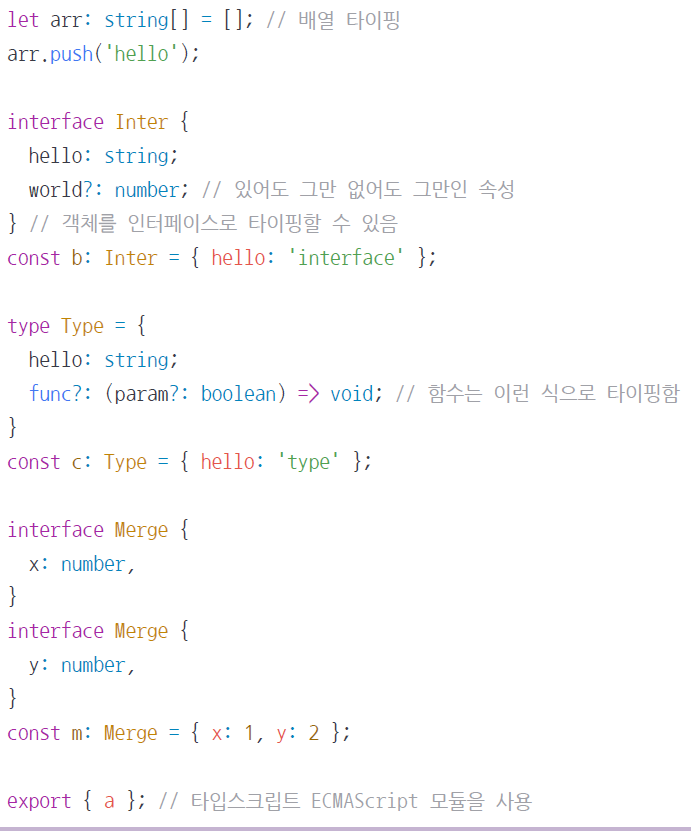 let arr: string[] = []; // 배열 타이핑
arr.push('hello');
interface Inter {
hello: string;
world?: number; // 있어도 그만 없어도 그만인 속성
} // 객체를 인터페이스로 타이핑할 수 있음
const b: Inter = { hello: 'interface' };
type Type = {
hello: string;
func?: (param?: boolean) => void; // 함수는 이런 식으로 타이핑함
}
const c: Type = { hello: 'type' };
interface Merge {
x: number,
}
interface Merge {
y: number,
}
const m: Merge = { x: 1, y: 2 };
export { a }; // 타입스크립트 ECMAScript 모듈을 사용